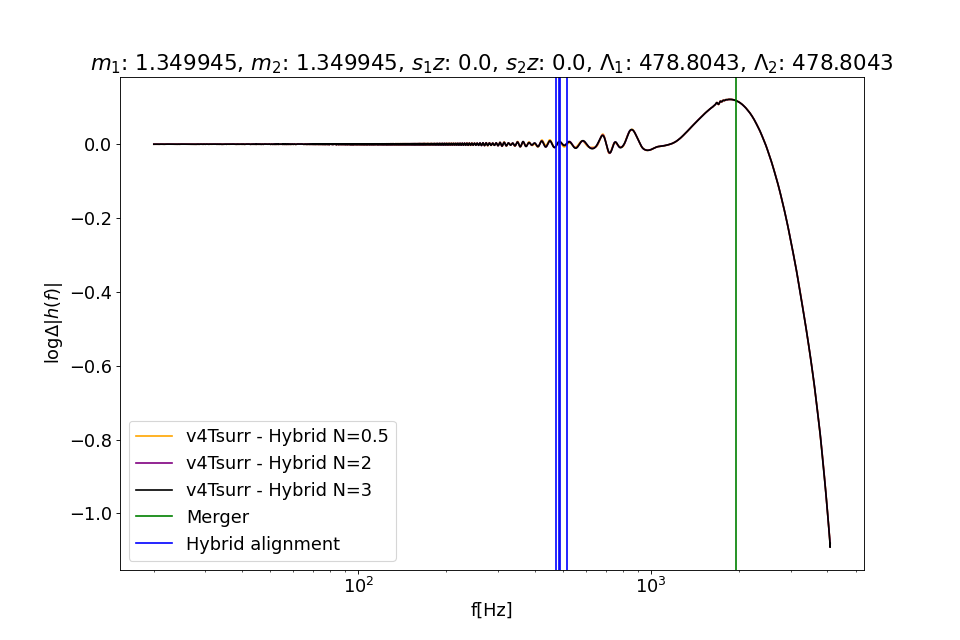 m₁: 1.349945, m₂: 1.349945, s₁z: 0.0, s₂z: 0.0, Λ₁: 478.8043, Λ₂: 478.8043
0.0
−0.2
−0.4
−0.6
−0.8
−1.0
logΔ|h(f)|
v4Tsurr - Hybrid N=0.5
v4Tsurr - Hybrid N=2
v4Tsurr - Hybrid N=3
Merger
Hybrid alignment
10² 10³
f[Hz]